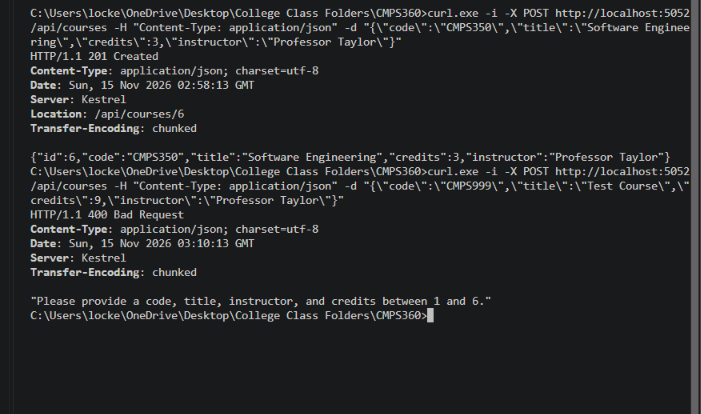 C:\Users\locke\OneDrive\Desktop\College Class Folders\CMPS360>curl.exe -i -X POST http://localhost:5052
/api/courses -H "Content-Type: application/json" -d "{\"code\":\"CMPS350\",\"title\":\"Software Enginee
ring\",\"credits\":3,\"instructor\":\"Professor Taylor\"}"
HTTP/1.1 201 Created
Content-Type: application/json; charset=utf-8
Date: Sun, 15 Nov 2026 02:58:13 GMT
Server: Kestrel
Location: /api/courses/6
Transfer-Encoding: chunked

{"id":6,"code":"CMPS350","title":"Software Engineering","credits":3,"instructor":"Professor Taylor"}
C:\Users\locke\OneDrive\Desktop\College Class Folders\CMPS360>curl.exe -i -X POST http://localhost:5052
/api/courses -H "Content-Type: application/json" -d "{\"code\":\"CMPS999\",\"title\":\"Test Course\",\"
credits\":9,\"instructor\":\"Professor Taylor\"}"
HTTP/1.1 400 Bad Request
Content-Type: application/json; charset=utf-8
Date: Sun, 15 Nov 2026 03:10:13 GMT
Server: Kestrel
Transfer-Encoding: chunked

"Please provide a code, title, instructor, and credits between 1 and 6."
C:\Users\locke\OneDrive\Desktop\College Class Folders\CMPS360>